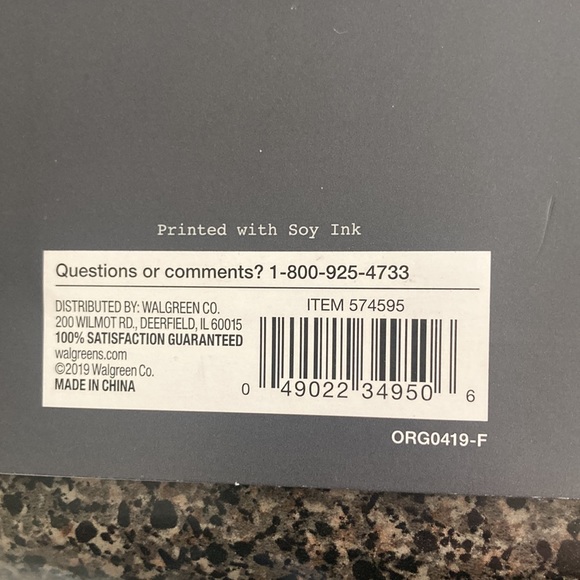 Printed with Soy Ink
Questions or comments? 1-800-925-4733
DISTRIBUTED BY: WALGREEN CO.
200 WILMOT RD., DEERFIELD, IL 60015
100% SATISFACTION GUARANTEED
walgreens.com
©2019 Walgreen Co.
MADE IN CHINA
ITEM 574595
0 49022 34950 6
ORG0419-F